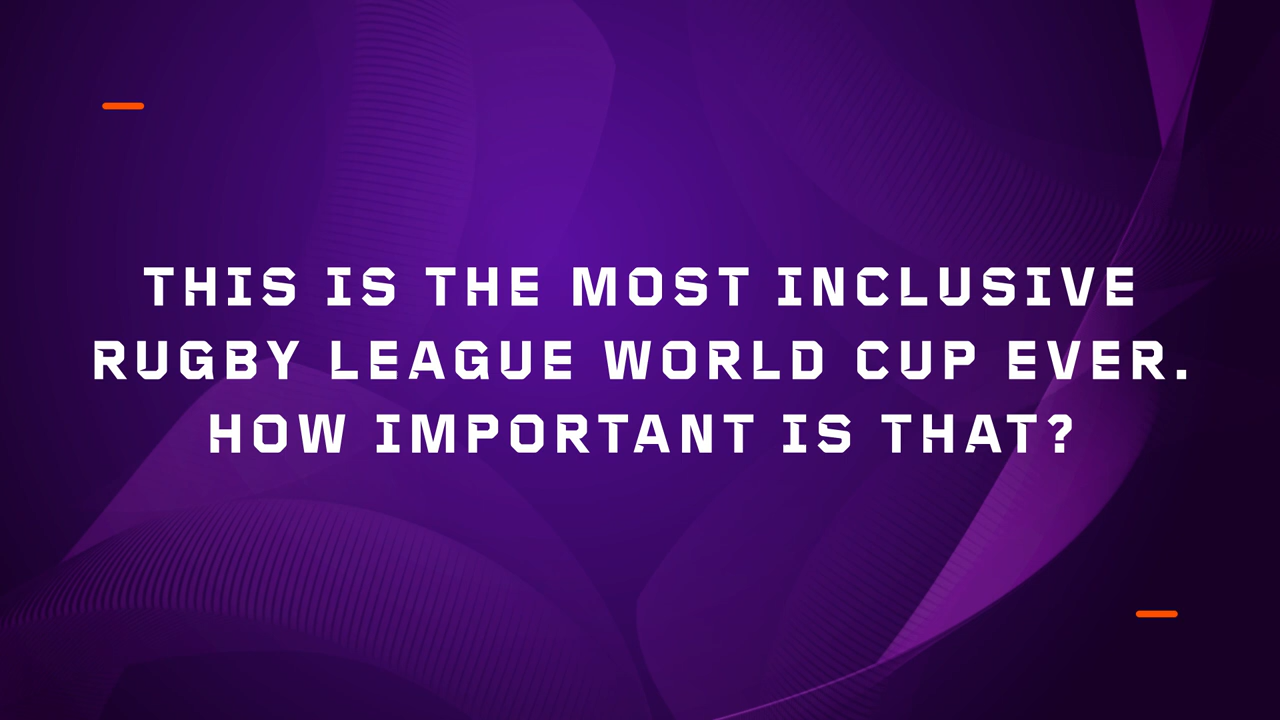 THIS IS THE MOST INCLUSIVE
RUGBY LEAGUE WORLD CUP EVER.
HOW IMPORTANT IS THAT?